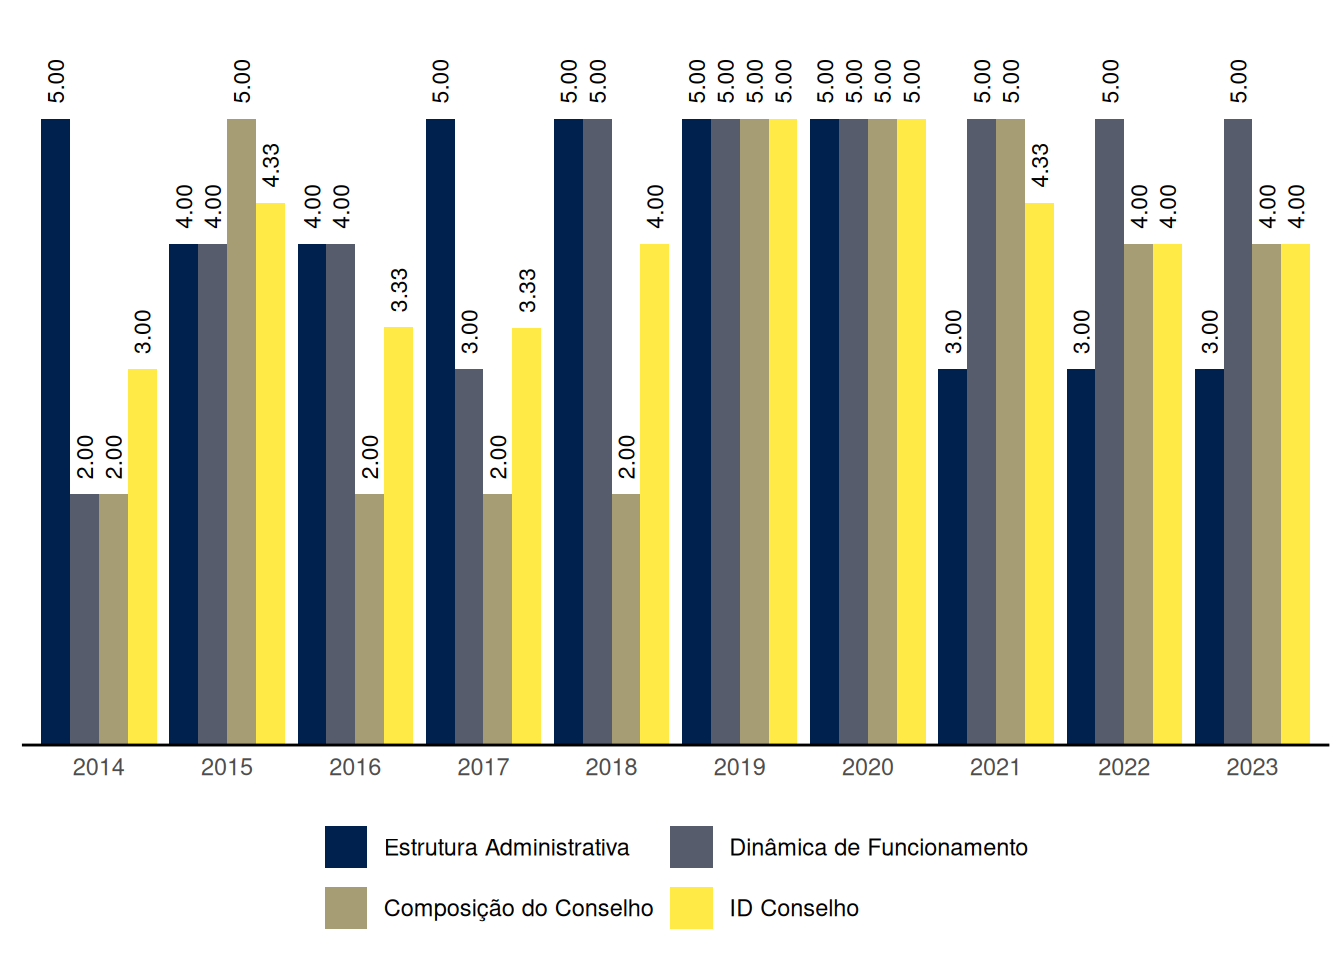 5.00 2.00 2.00 3.00 4.00 4.00 5.00 4.33 4.00 4.00 2.00 3.33 5.00 3.00 2.00 3.33 5.00 5.00 2.00 4.00 5.00 5.00 5.00 5.00 5.00 5.00 5.00 5.00 3.00 5.00 5.00 4.33 3.00 5.00 4.00 4.00 3.00 5.00 4.00 4.00
2014 2015 2016 2017 2018 2019 2020 2021 2022 2023
Estrutura Administrativa Dinâmica de Funcionamento
Composição do Conselho ID Conselho